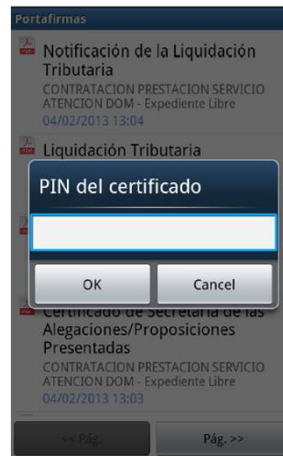 Portafirmas
Notificación de la Liquidación
Tributaria
CONTRATACION PRESTACION SERVICIO
ATENCION DOM - Expediente Libre
04/02/2013 13:04
Liquidación Tributaria
PIN del certificado
OK
Cancel
Certificado de Secretaría de las
Alegaciones/Proposiciones
Presentadas
CONTRATACION PRESTACION SERVICIO
ATENCION DOM - Expediente Libre
04/02/2013 13:03
<< Pág.
Pág. >>